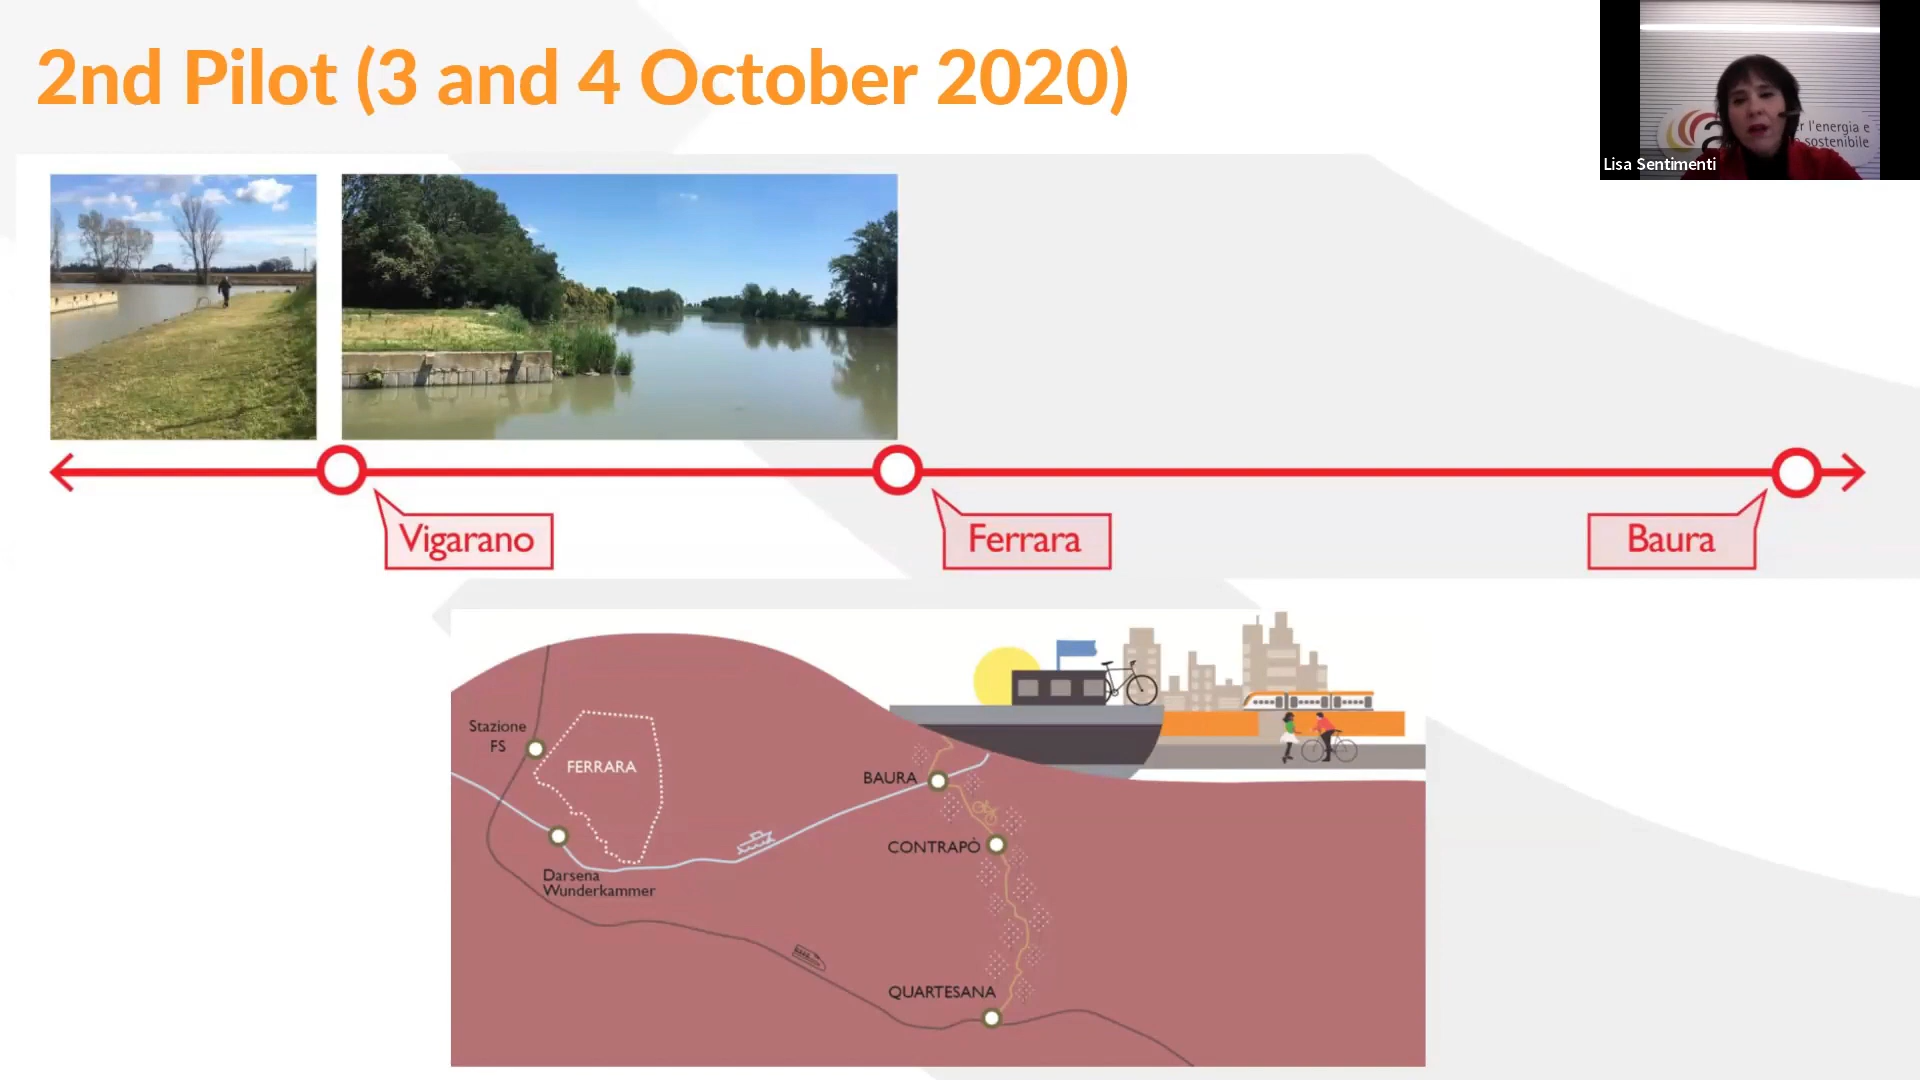 2nd Pilot (3 and 4 October 2020)
r l'energia e
sostenibile
Lisa Sentimenti
Vigarano
Ferrara
Baura
Stazione
FS
FERRARA
BAURA
CONTRAPÒ
Darsena
Wunderkammer
QUARTESANA